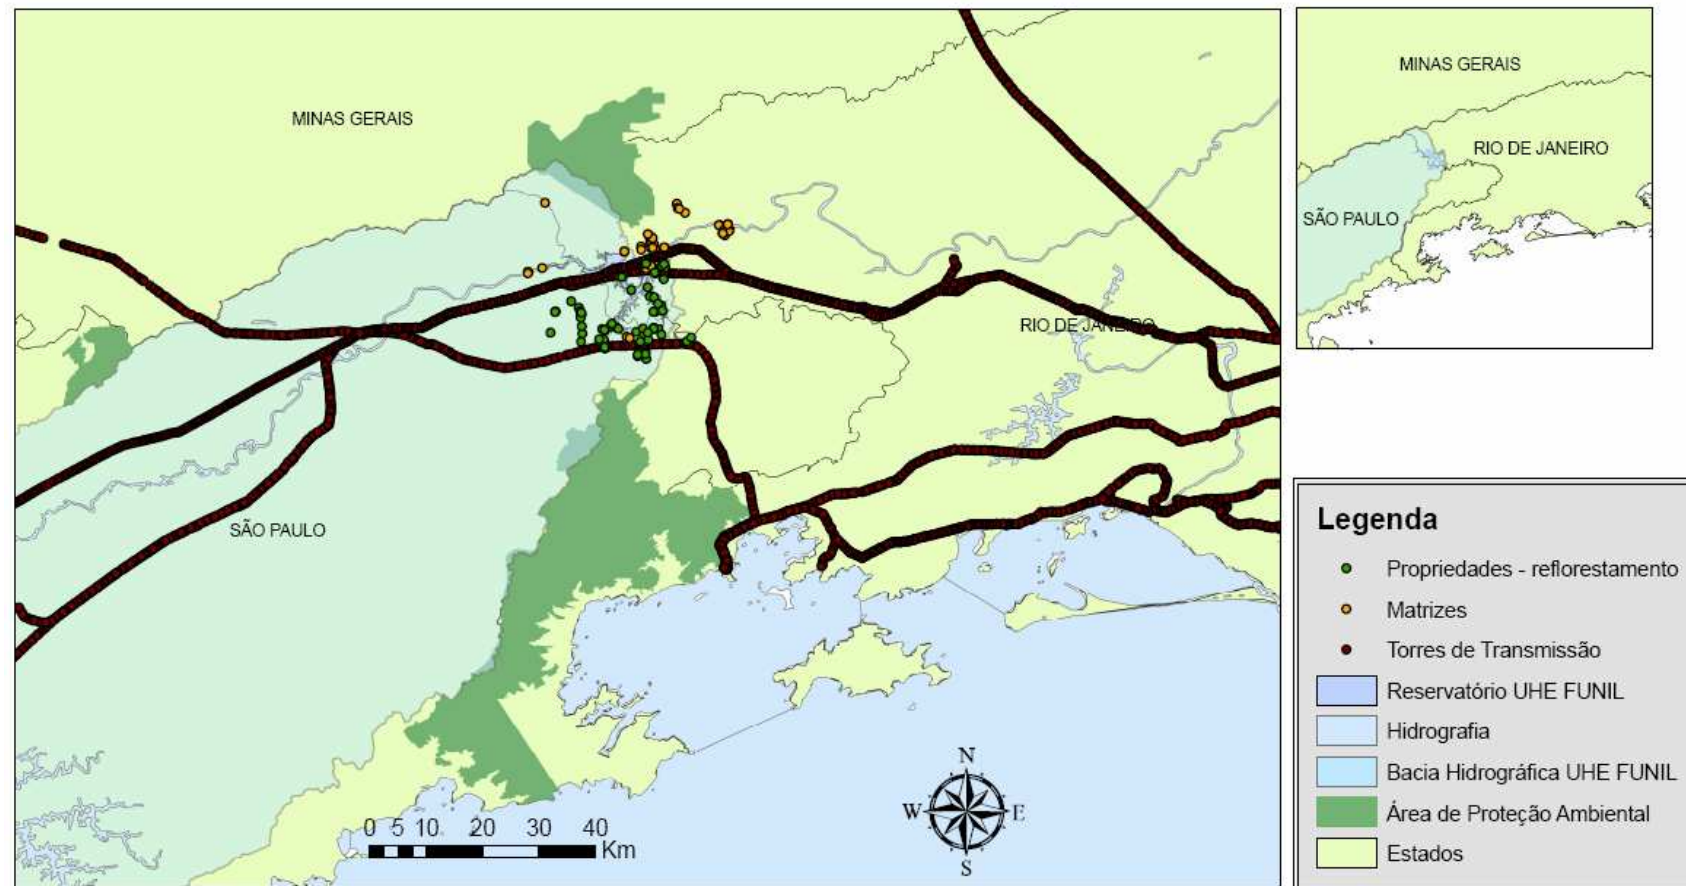 MINAS GERAIS
RIO DE JANEIRO
SÃO PAULO
0 5 10 20 30 40
Km
N
W E
S
MINAS GERAIS
RIO DE JANEIRO
SÃO PAULO
Legenda
Propriedades - reflorestamento
Matrizes
Torres de Transmissão
Reservatório UHE FUNIL
Hidrografia
Bacia Hidrográfica UHE FUNIL
Área de Proteção Ambiental
Estados